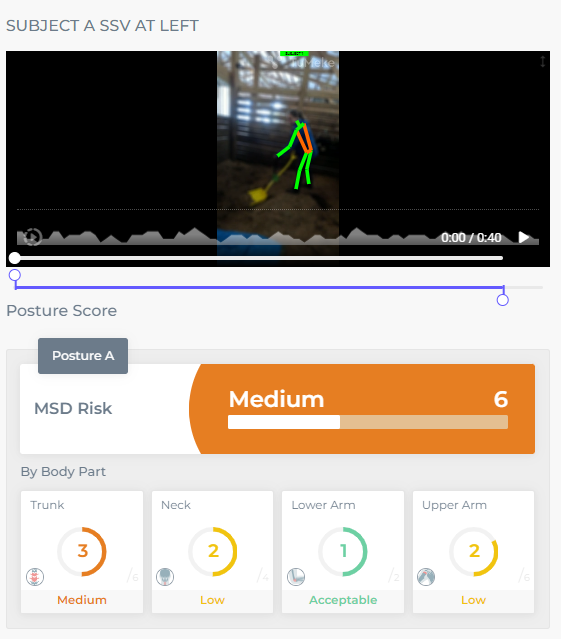 SUBJECT A SSV AT LEFT
Make
0:00 / 0:40
Posture Score
Posture A
MSD Risk
Medium 6
By Body Part
Trunk Neck Lower Arm Upper Arm
3 2 1 2
/6 /4 /2 /6
Medium Low Acceptable Low